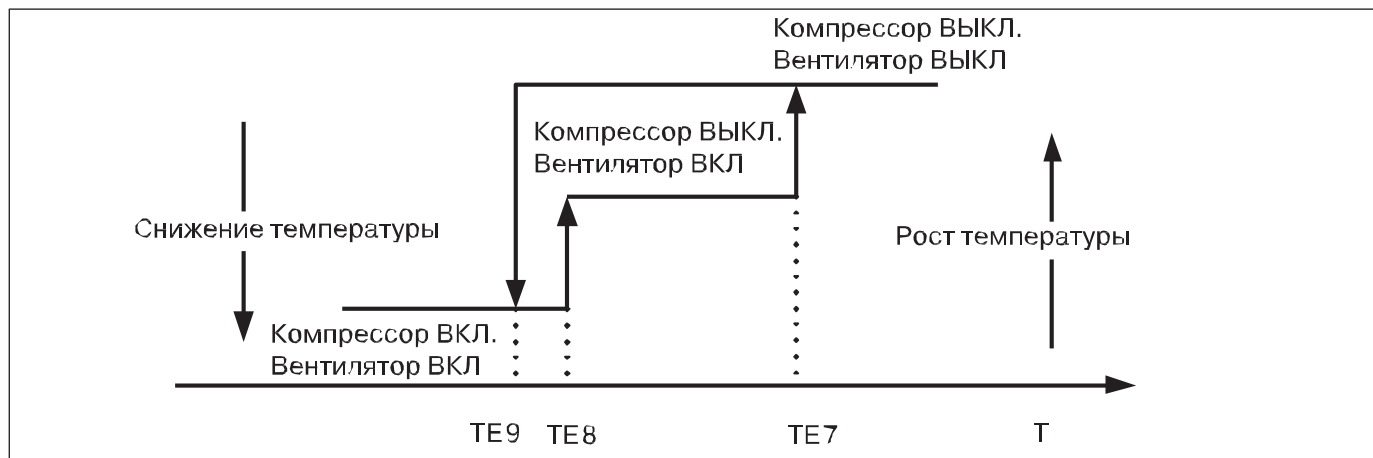 Компрессор ВЫКЛ.
Вентилятор ВЫКЛ
Компрессор ВЫКЛ.
Вентилятор ВКЛ
Снижение температуры
Рост температуры
Компрессор ВКЛ.
Вентилятор ВКЛ
TE9 TE8 TE7 T